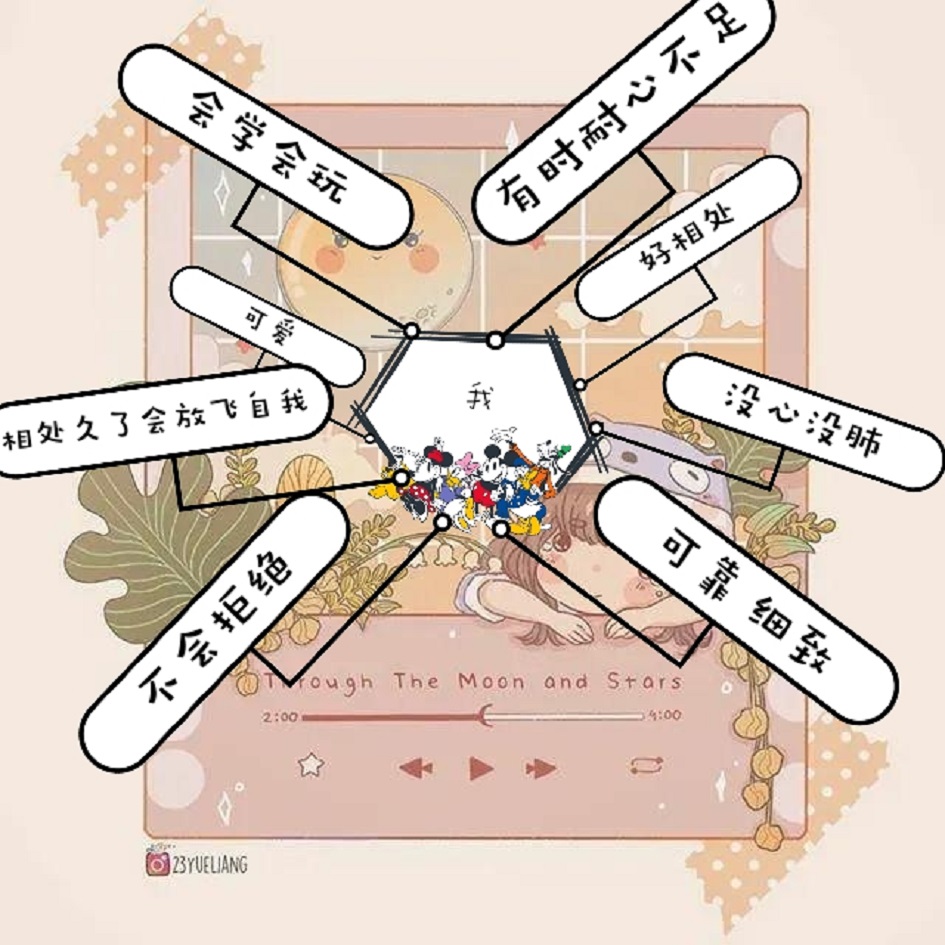 会学会玩
有时耐心不足
好相处
可爱
我
相处久了会放飞自我
没心没肺
不会拒绝
可靠细致
Through The Moon and Stars
2:00
4:00
23YUELIANG